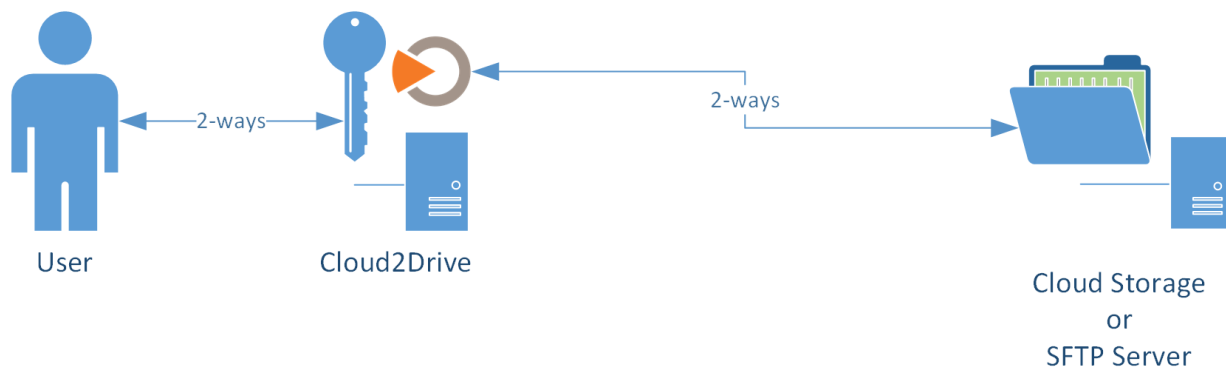 2-ways
2-ways
User
Cloud2Drive
Cloud Storage
or
SFTP Server